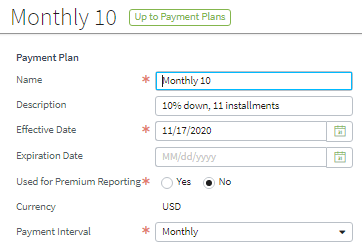 Monthly 10 Up to Payment Plans
Payment Plan
Name * Monthly 10
Description 10% down, 11 installments
Effective Date * 11/17/2020
Expiration Date MM/dd/yyyy
Used for Premium Reporting * Yes No
Currency USD
Payment Interval * Monthly